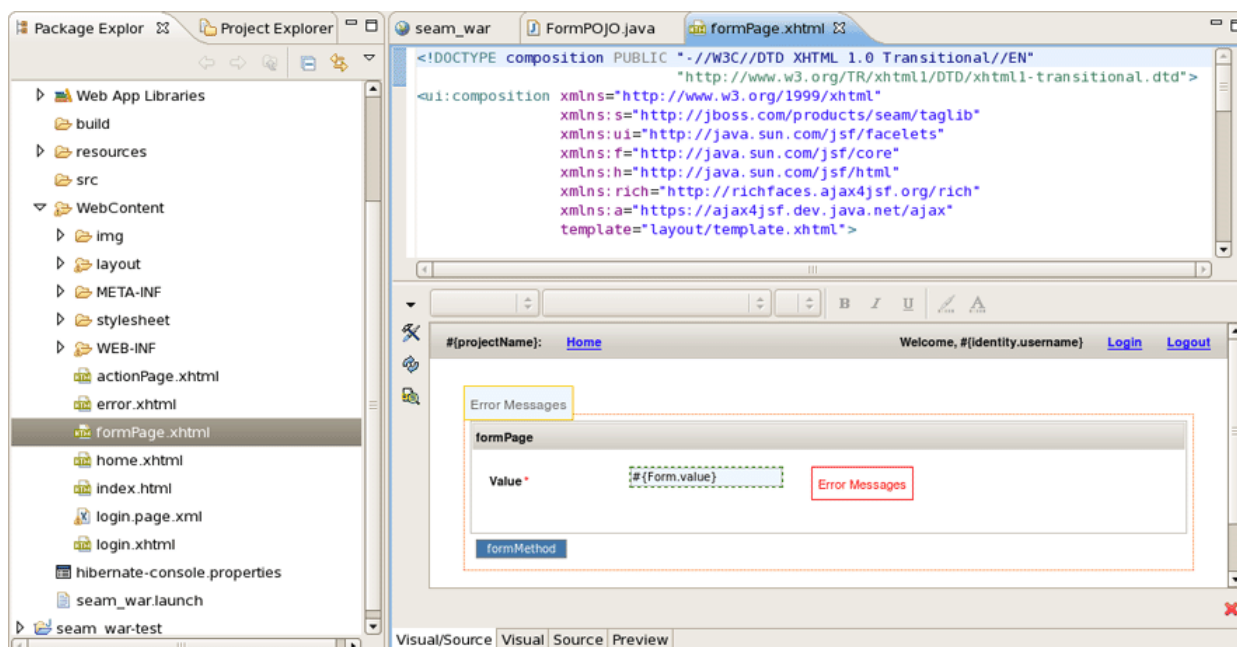 Package Explor
Project Explorer
Web App Libraries
build
resources
src
WebContent
img
layout
META-INF
stylesheet
WEB-INF
actionPage.xhtml
error.xhtml
formPage.xhtml
home.xhtml
index.html
login.page.xml
login.xhtml
hibernate-console.properties
seam_war.launch
seam_war-test
seam_war
FormPOJO.java
formPage.xhtml
<!DOCTYPE composition PUBLIC "-//W3C//DTD XHTML 1.0 Transitional//EN"
"http://www.w3.org/TR/xhtml1/DTD/xhtml1-transitional.dtd">
<ui:composition xmlns="http://www.w3.org/1999/xhtml"
xmlns:s="http://jboss.com/products/seam/taglib"
xmlns:ui="http://java.sun.com/jsf/facelets"
xmlns:f="http://java.sun.com/jsf/core"
xmlns:h="http://java.sun.com/jsf/html"
xmlns:rich="http://richfaces.ajax4jsf.org/rich"
xmlns:a="https://ajax4jsf.dev.java.net/ajax"
template="layout/template.xhtml">
B I U A
#{projectName}: Home Welcome, #{identity.username} Login Logout
Error Messages
formPage
Value * #{Form.value} Error Messages
formMethod
Visual/Source Visual Source Preview